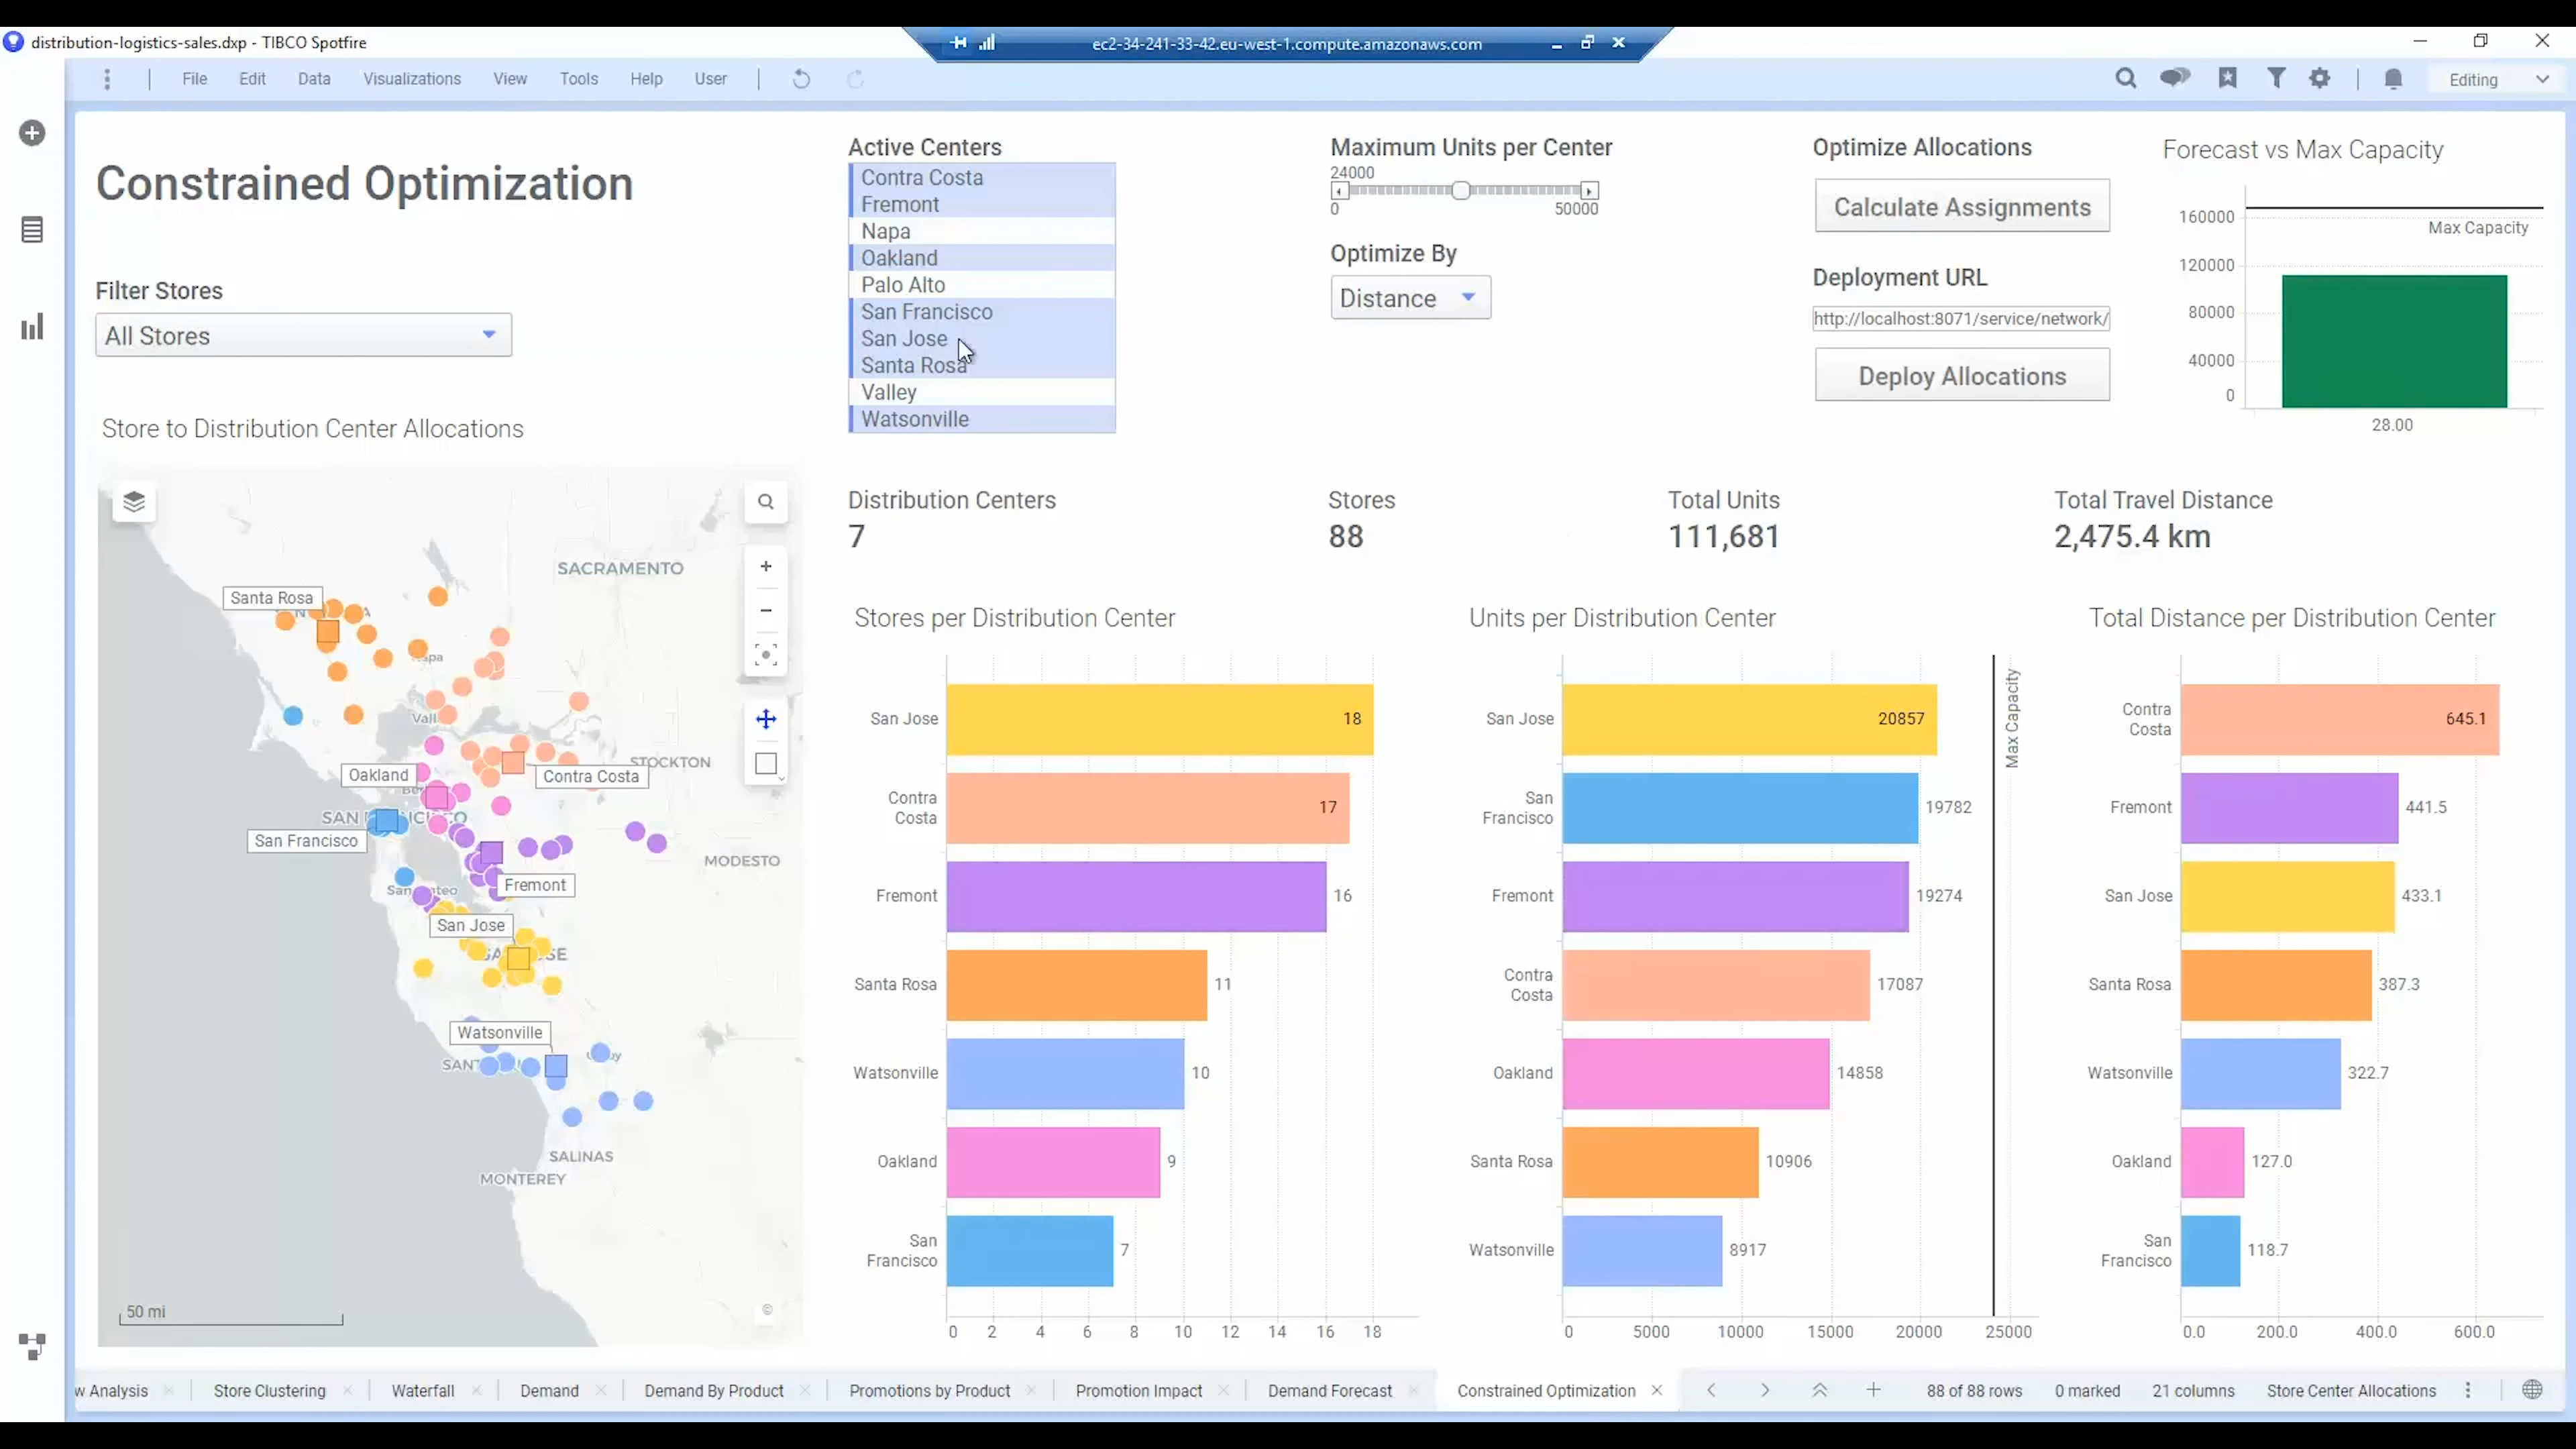 distribution-logistics-sales.dxp - TIBCO Spotfire
ec2-34-241-33-42.eu-west-1.compute.amazonaws.com
File Edit Data Visualizations View Tools Help User
Editing
Constrained Optimization
Filter Stores
All Stores
Active Centers
Contra Costa
Fremont
Napa
Oakland
Palo Alto
San Francisco
San Jose
Santa Rosa
Valley
Watsonville
Maximum Units per Center
24000
0 50000
Optimize By
Distance
Optimize Allocations
Calculate Assignments
Deployment URL
http://localhost:8071/service/network/
Deploy Allocations
Forecast vs Max Capacity
160000
Max Capacity
120000
80000
40000
0
28.00
Store to Distribution Center Allocations
SACRAMENTO
Santa Rosa
Oakland
Contra Costa
STOCKTON
San Francisco
MODESTO
Fremont
San Jose
Watsonville
SALINAS
MONTEREY
50 mi
©
Distribution Centers
7
Stores
88
Total Units
111,681
Total Travel Distance
2,475.4 km
Stores per Distribution Center
San Jose 18
Contra
Costa 17
Fremont 16
Santa Rosa 11
Watsonville 10
Oakland 9
San
Francisco 7
0 2 4 6 8 10 12 14 16 18
Units per Distribution Center
Max Capacity
San Jose 20857
San
Francisco 19782
Fremont 19274
Contra
Costa 17087
Oakland 14858
Santa Rosa 10906
Watsonville 8917
0 5000 10000 15000 20000 25000
Total Distance per Distribution Center
Contra
Costa 645.1
Fremont 441.5
San Jose 433.1
Santa Rosa 387.3
Watsonville 322.7
Oakland 127.0
San
Francisco 118.7
0.0 200.0 400.0 600.0
w Analysis Store Clustering Waterfall Demand Demand By Product Promotions by Product Promotion Impact Demand Forecast Constrained Optimization 88 of 88 rows 0 marked 21 columns Store Center Allocations